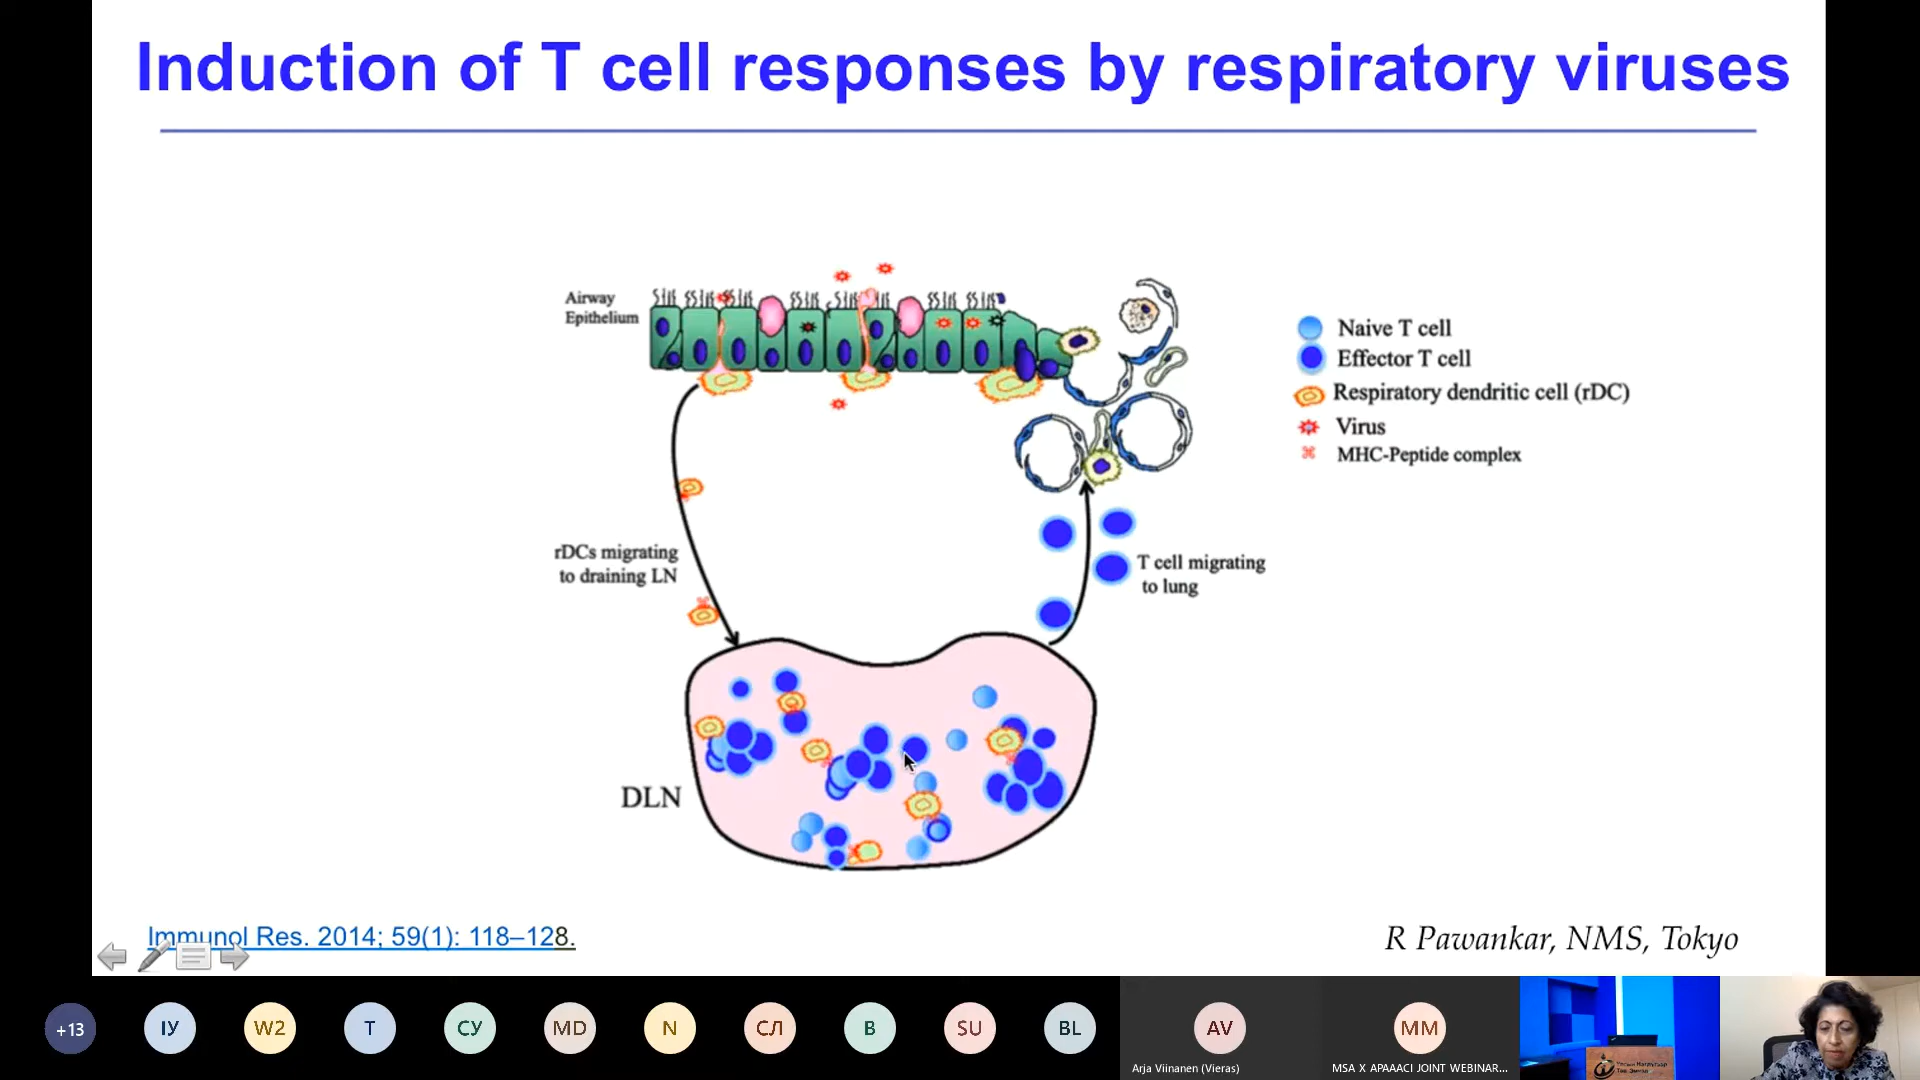 Induction of T cell responses by respiratory viruses
Airway
Epithelium
Naive T cell
Effector T cell
Respiratory dendritic cell (rDC)
Virus
MHC-Peptide complex
rDCs migrating
to draining LN
T cell migrating
to lung
DLN
Immunol Res. 2014; 59(1): 118–128.
R Pawankar, NMS, Tokyo
+13
ІУ
W2
T
СУ
MD
N
СЛ
B
SU
BL
AV
MM
Arja Viinanen (Vieras)
MSA X APAAACI JOINT WEBINAR...